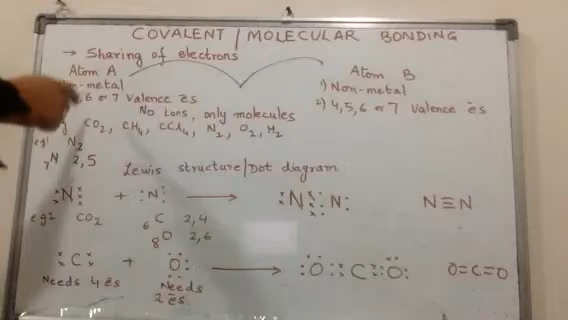 COVALENT / MOLECULAR BONDING
→ Sharing of electrons
Atom A
-metal
6 or 7 Valence ēs
Atom B
1) Non-metal
2) 4,5,6 or 7 Valence ēs
No Ions, only molecules
CO₂, CH₄, CCl₄, N₂, O₂, H₂
eg1 N₂
₇N 2,5
Lewis structure/Dot diagram
N + N → N N N≡N
eg2 CO₂
₆C 2,4
₈O 2,6
C + O → O C O O=C=O
Needs 4 ēs
Needs
2 ēs.